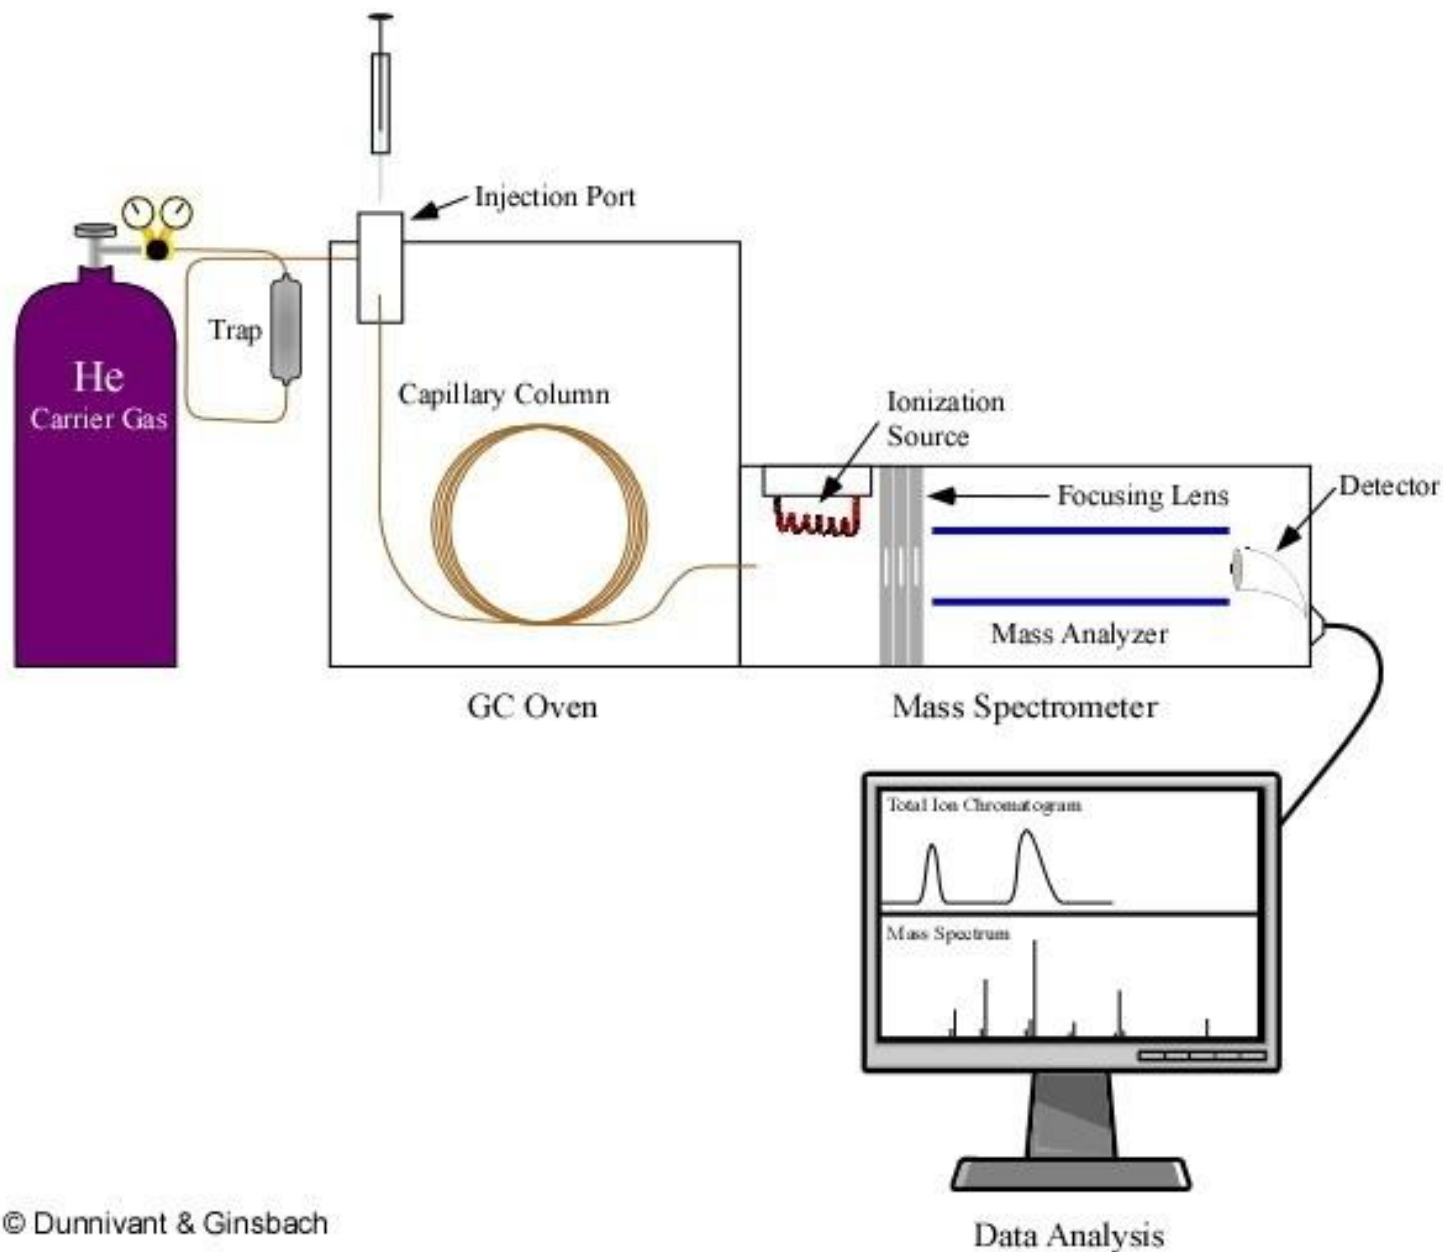 Injection Port
Trap
He
Carrier Gas
Capillary Column
Ionization
Source
Focusing Lens
Detector
Mass Analyzer
GC Oven
Mass Spectrometer
Total Ion Chromatogram
Mass Spectrum
© Dunnivant & Ginsbach
Data Analysis